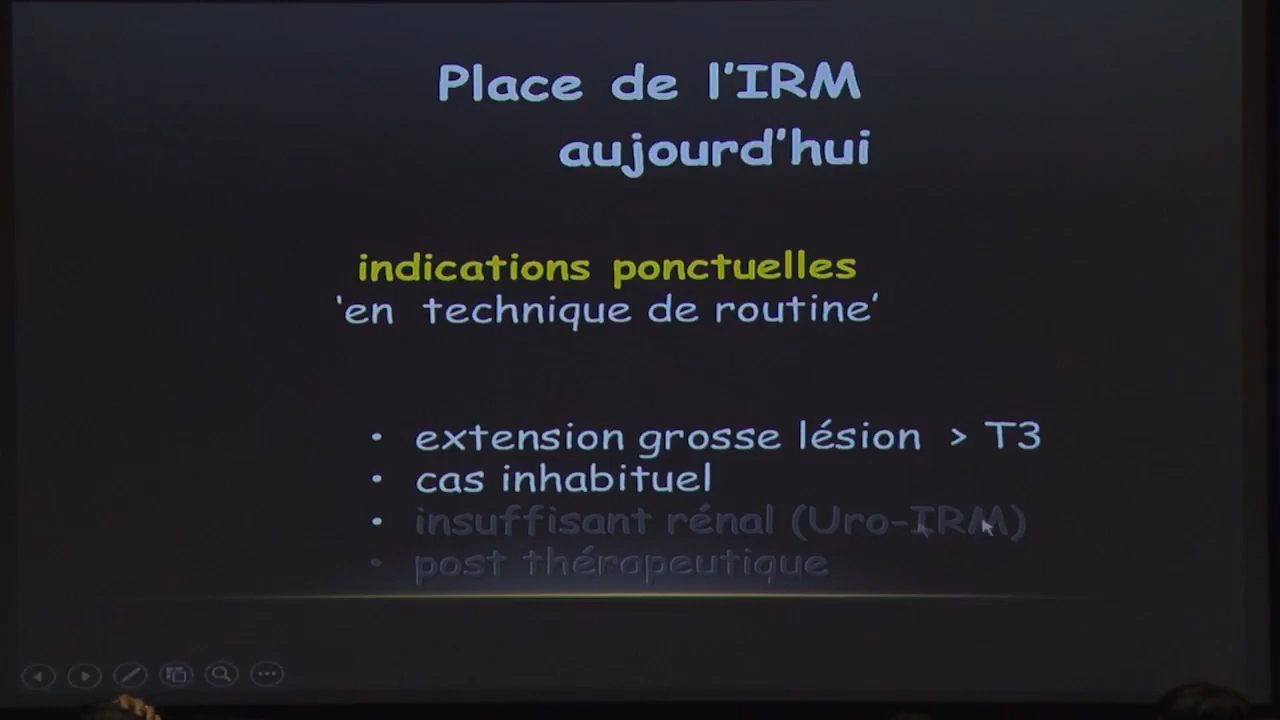 Place de l'IRM
aujourd'hui
indications ponctuelles
'en technique de routine'
• extension grosse lésion > T3
• cas inhabituel
• insuffisant rénal (Uro-IRM)
• post thérapeutique